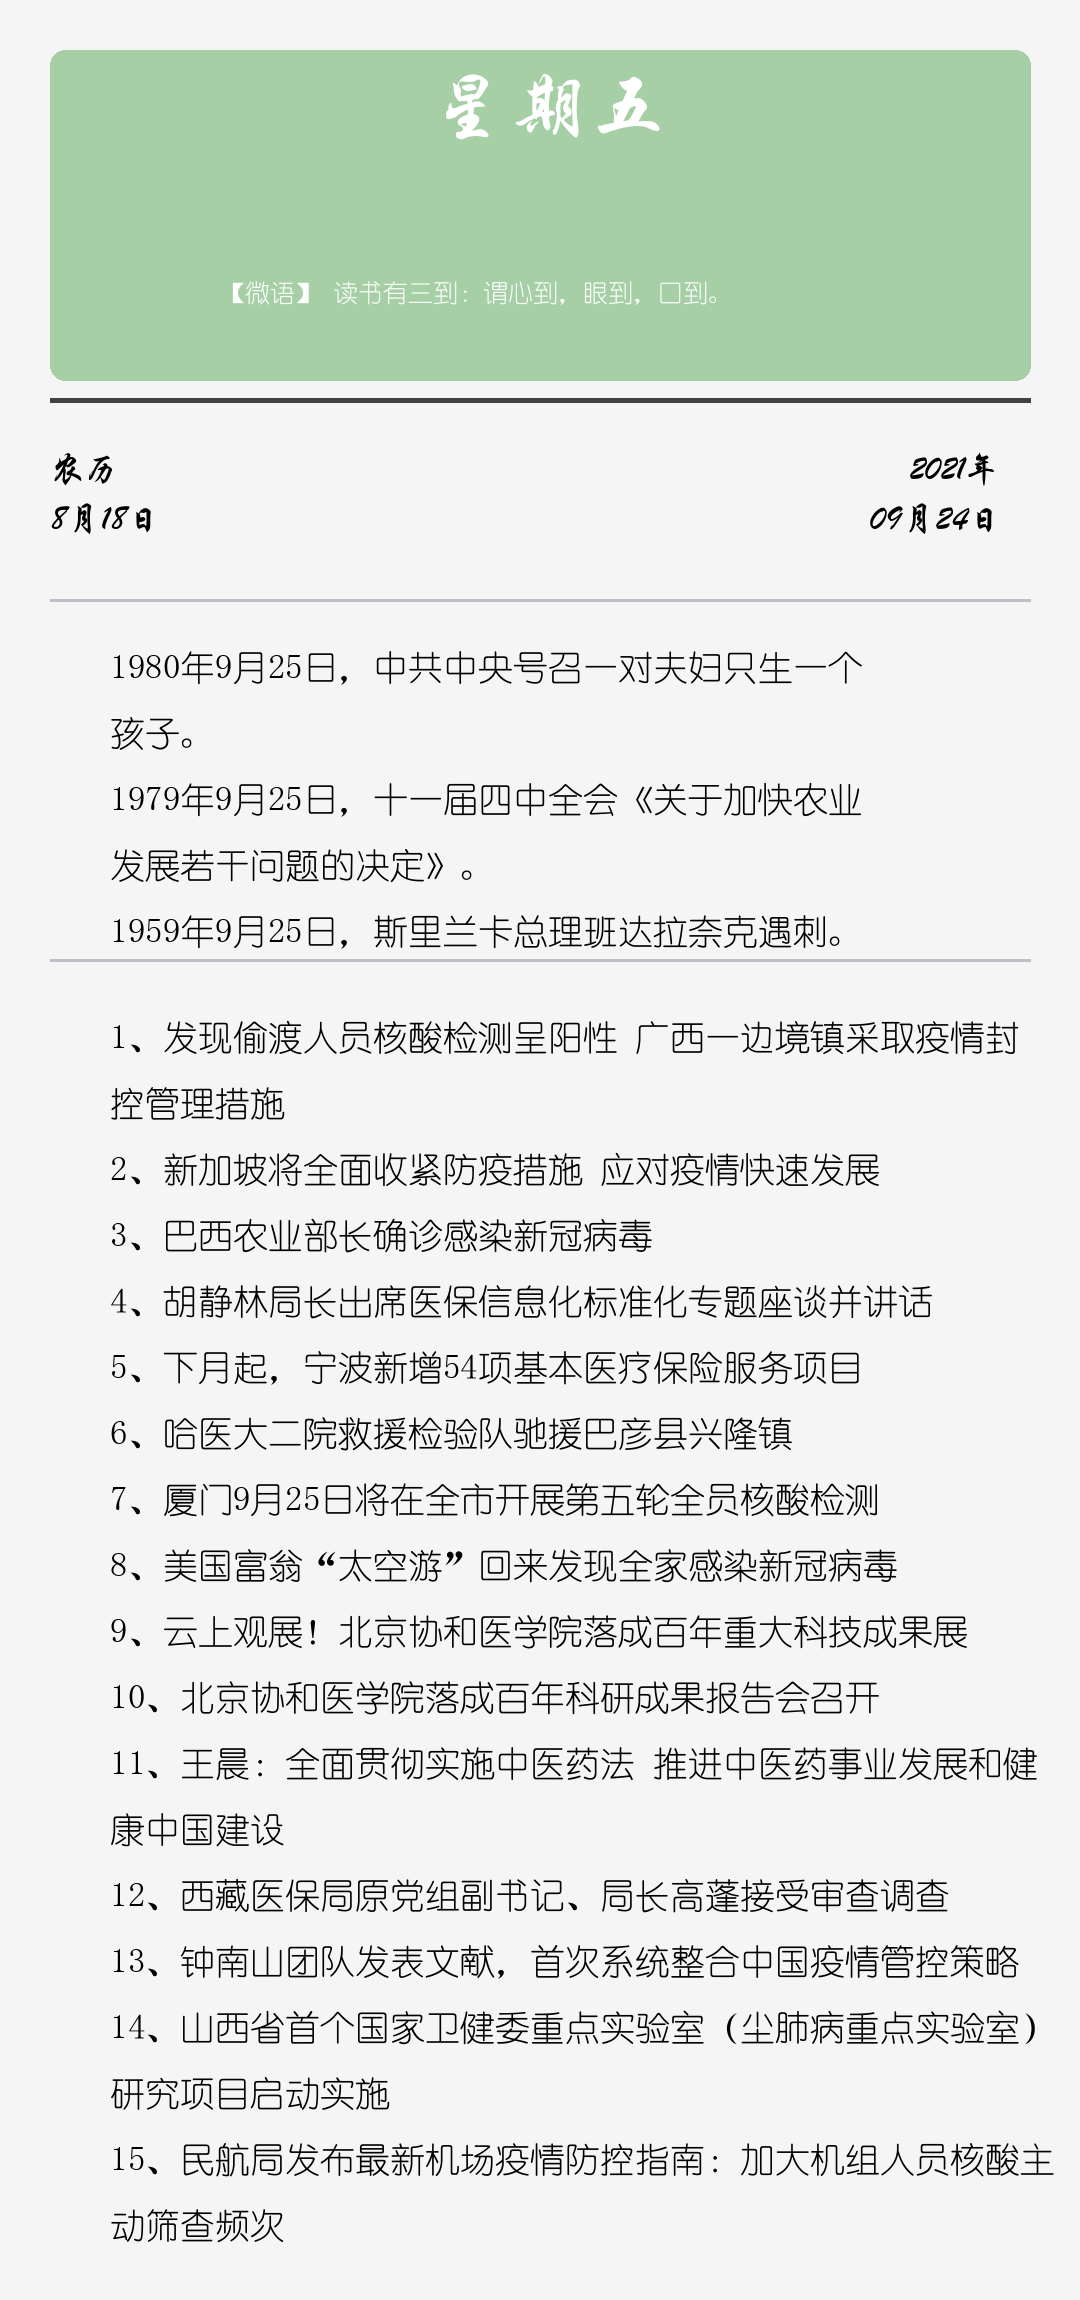 星期五
【微语】 读书有三到：谓心到，眼到，口到。
农历
2021年
8月18日
09月24日
1980年9月25日，中共中央号召一对夫妇只生一个
孩子。
1979年9月25日，十一届四中全会《关于加快农业
发展若干问题的决定》。
1959年9月25日，斯里兰卡总理班达拉奈克遇刺。
1、发现偷渡人员核酸检测呈阳性 广西一边境镇采取疫情封
控管理措施
2、新加坡将全面收紧防疫措施 应对疫情快速发展
3、巴西农业部长确诊感染新冠病毒
4、胡静林局长出席医保信息化标准化专题座谈并讲话
5、下月起，宁波新增54项基本医疗保险服务项目
6、哈医大二院救援检验队驰援巴彦县兴隆镇
7、厦门9月25日将在全市开展第五轮全员核酸检测
8、美国富翁“太空游”回来发现全家感染新冠病毒
9、云上观展！北京协和医学院落成百年重大科技成果展
10、北京协和医学院落成百年科研成果报告会召开
11、王晨：全面贯彻实施中医药法 推进中医药事业发展和健
康中国建设
12、西藏医保局原党组副书记、局长高蓬接受审查调查
13、钟南山团队发表文献，首次系统整合中国疫情管控策略
14、山西省首个国家卫健委重点实验室（尘肺病重点实验室）
研究项目启动实施
15、民航局发布最新机场疫情防控指南：加大机组人员核酸主
动筛查频次